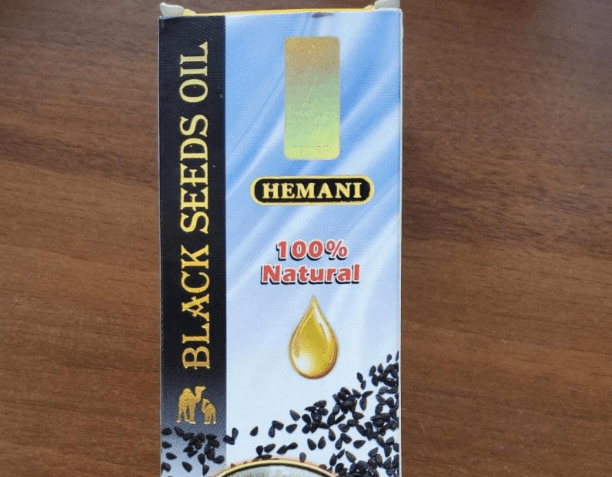 BLACK SEEDS OIL
HEMANI
100%
Natural